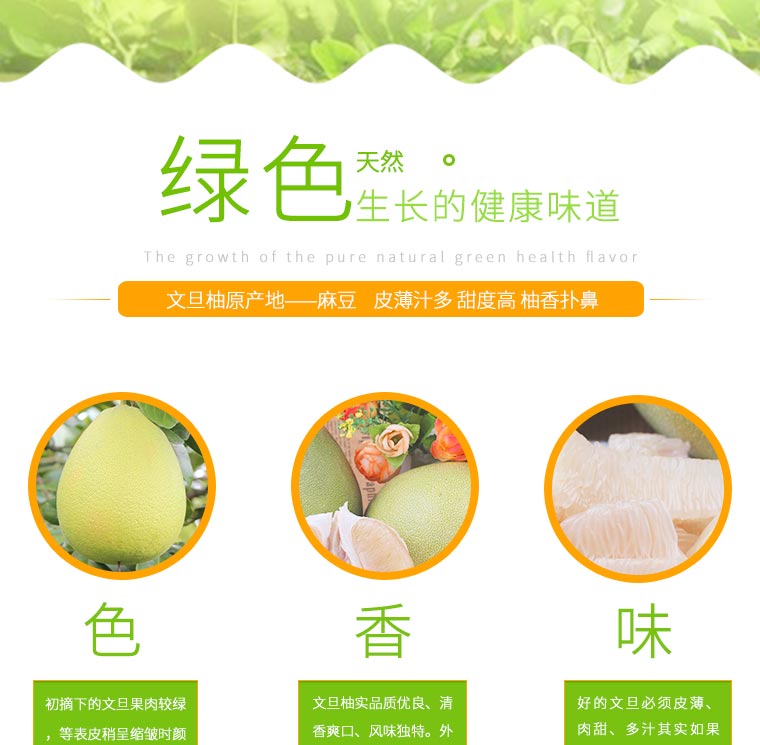 绿色天然
生长的健康味道
The growth of the pure natural green health flavor
文旦柚原产地——麻豆 皮薄汁多 甜度高 柚香扑鼻
色
香
味
初摘下的文旦果肉较绿
，等表皮稍呈缩皱时颜
文旦柚实品质优良、清
香爽口、风味独特。外
好的文旦必须皮薄、
肉甜、多汁其实如果